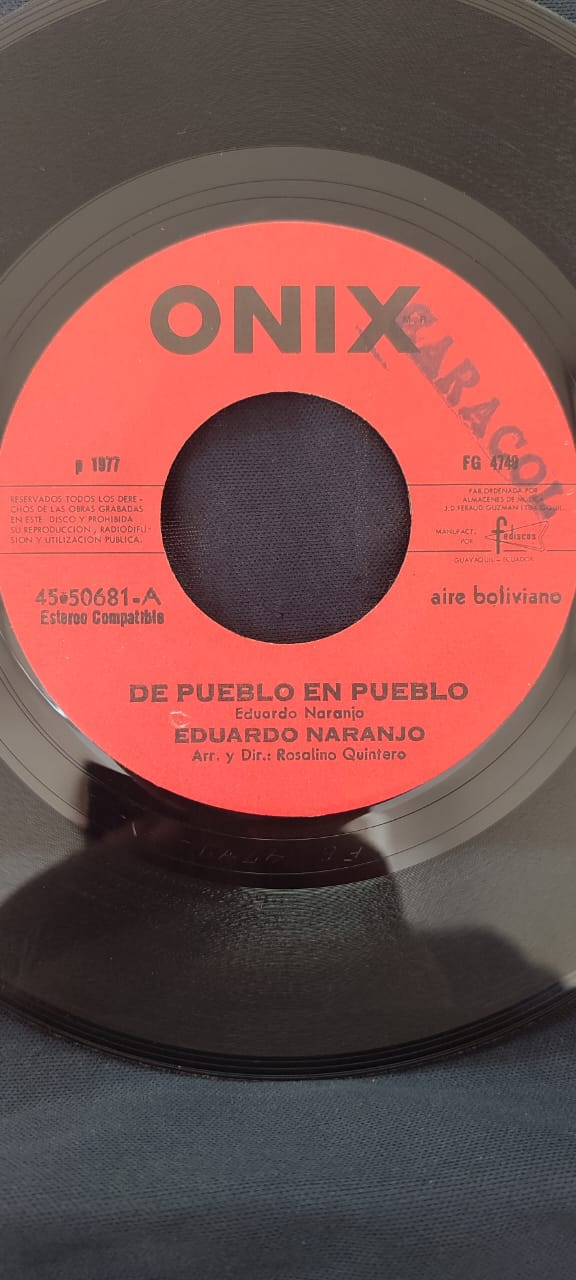 ONIX
M.R.
CARACOL
p 1977
FG 4749
RESERVADOS TODOS LOS DERE-
CHOS DE LAS OBRAS GRABADAS
EN ESTE DISCO Y PROHIBIDA
SU REPRODUCCION, RADIODIFU-
SION Y UTILIZACION PUBLICA.
FAB. ORDENADA POR
ALMACENES DE MUSICA
J.D. FERAUD GUZMAN
MANUFACT.
POR
fediscos
GUAYAQUIL - ECUADOR
45•50681-A
Estereo Compatible
aire boliviano
DE PUEBLO EN PUEBLO
Eduardo Naranjo
EDUARDO NARANJO
Arr. y Dir.: Rosalino Quintero